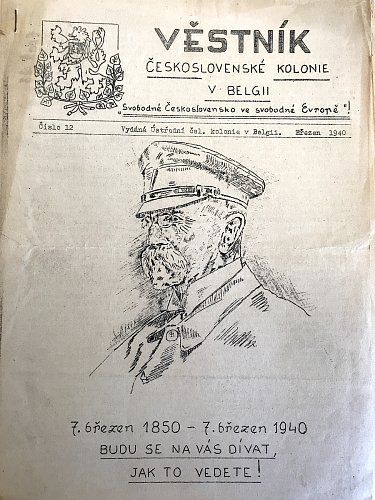 VĚSTNÍK
ČESKOSLOVENSKÉ KOLONIE
V BELGII
„Svobodné Československo ve svobodné Evropě"!
Číslo 12 Vydává Ústřední čsl. kolonie v Belgii. Březen 1940
7. březen 1850 - 7. březen 1940
BUDU SE NA VÁS DÍVAT,
JAK TO VEDETE!